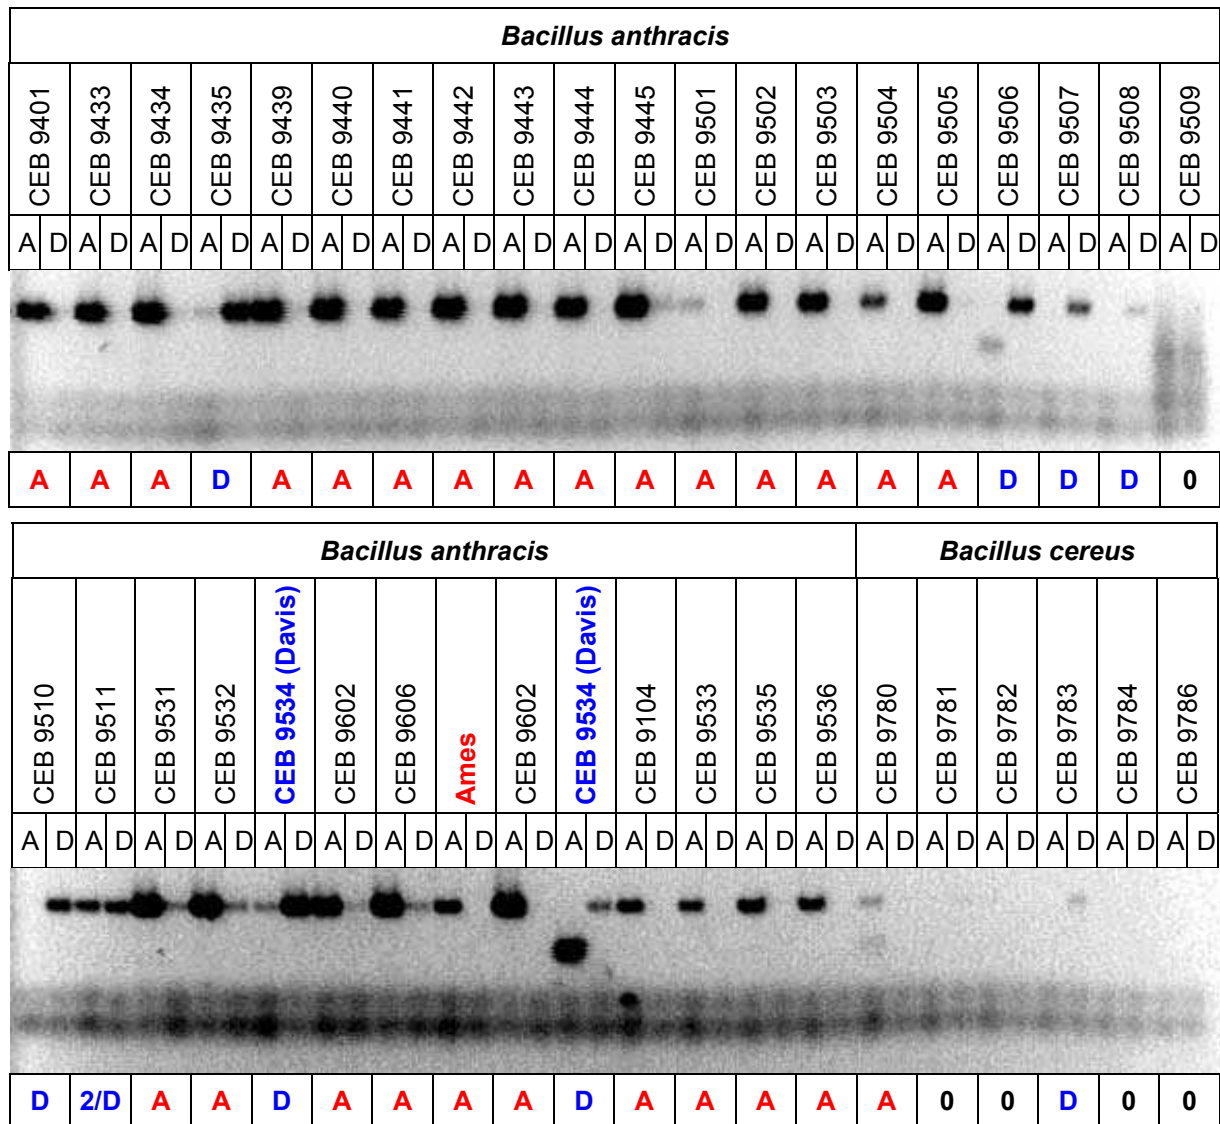 Bacillus anthracis
CEB 9401 CEB 9433 CEB 9434 CEB 9435 CEB 9439 CEB 9440 CEB 9441 CEB 9442 CEB 9443 CEB 9444 CEB 9445 CEB 9501 CEB 9502 CEB 9503 CEB 9504 CEB 9505 CEB 9506 CEB 9507 CEB 9508 CEB 9509
A D A D A D A D A D A D A D A D A D A D A D A D A D A D A D A D A D A D A D A D
A A A D A A A A A A A A A A A A D D D 0
Bacillus anthracis Bacillus cereus
CEB 9510 CEB 9511 CEB 9531 CEB 9532 CEB 9534 (Davis) CEB 9602 CEB 9606 Ames CEB 9602 CEB 9534 (Davis) CEB 9104 CEB 9533 CEB 9535 CEB 9536 CEB 9780 CEB 9781 CEB 9782 CEB 9783 CEB 9784 CEB 9786
A D A D A D A D A D A D A D A D A D A D A D A D A D A D A D A D A D A D A D A D
D 2/D A A D A A A A D A A A A A 0 0 D 0 0